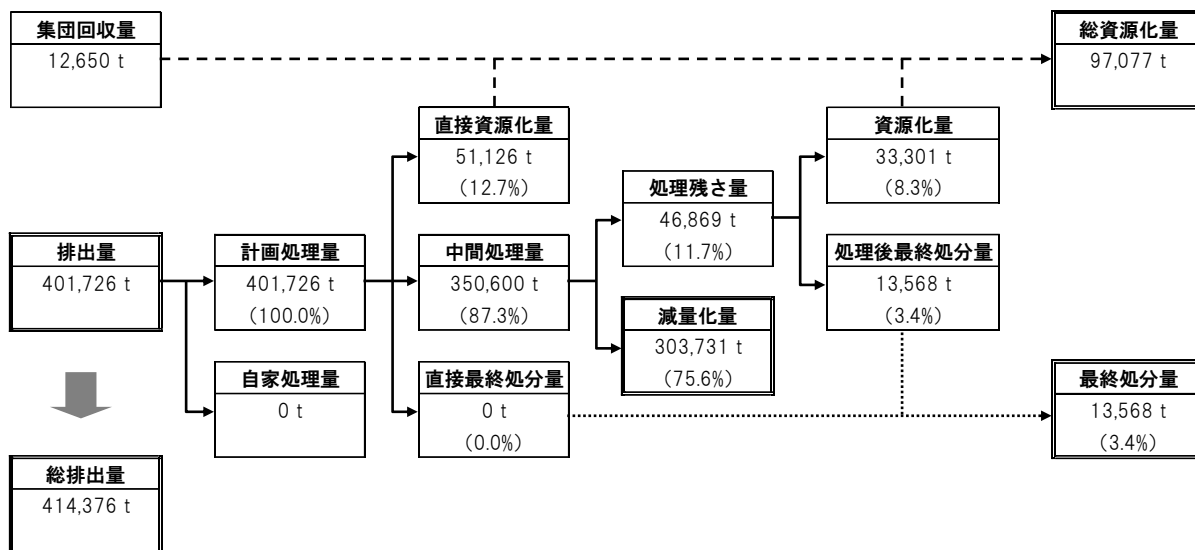 集団回収量
12,650 t
総資源化量
97,077 t
直接資源化量
51,126 t
(12.7%)
資源化量
33,301 t
(8.3%)
処理残さ量
46,869 t
(11.7%)
排出量
401,726 t
計画処理量
401,726 t
(100.0%)
中間処理量
350,600 t
(87.3%)
処理後最終処分量
13,568 t
(3.4%)
減量化量
303,731 t
(75.6%)
自家処理量
0 t
直接最終処分量
0 t
(0.0%)
最終処分量
13,568 t
(3.4%)
総排出量
414,376 t